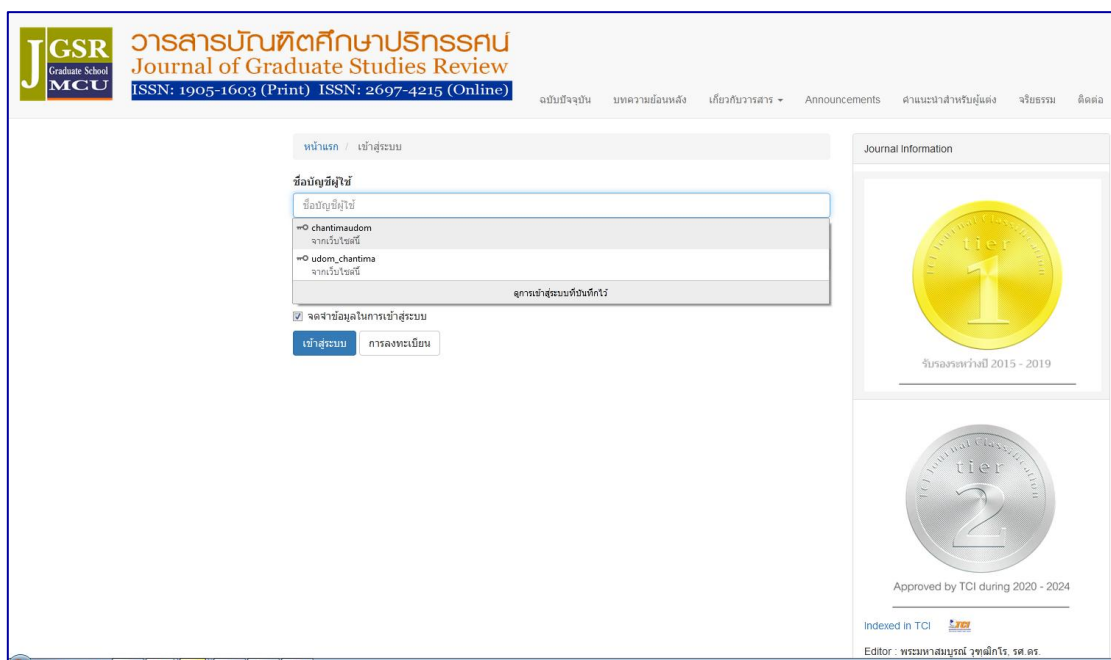 JGSR
Graduate School
MCU
วารสารบัณฑิตศึกษาปริทรรศน์
Journal of Graduate Studies Review
ISSN: 1905-1603 (Print) ISSN: 2697-4215 (Online)
ฉบับปัจจุบัน บทความย้อนหลัง เกี่ยวกับวารสาร Announcements คำแนะนำสำหรับผู้แต่ง จริยธรรม ติดต่อ
หน้าแรก / เข้าสู่ระบบ
ชื่อบัญชีผู้ใช้
ชื่อบัญชีผู้ใช้
chantimaudom
จากเว็บไซต์นี้
udom_chantima
จากเว็บไซต์นี้
ดูการเข้าสู่ระบบที่บันทึกไว้
จดจำข้อมูลในการเข้าสู่ระบบ
เข้าสู่ระบบ การลงทะเบียน
Journal Information
TCI Journal Classification
tier
1
รับรองระหว่างปี 2015 - 2019
TCI Journal Classification
tier
2
Approved by TCI during 2020 - 2024
Indexed in TCI TCI
Editor : พระมหาสมบูรณ์ วุฑฺฒิกโร, รศ.ดร.